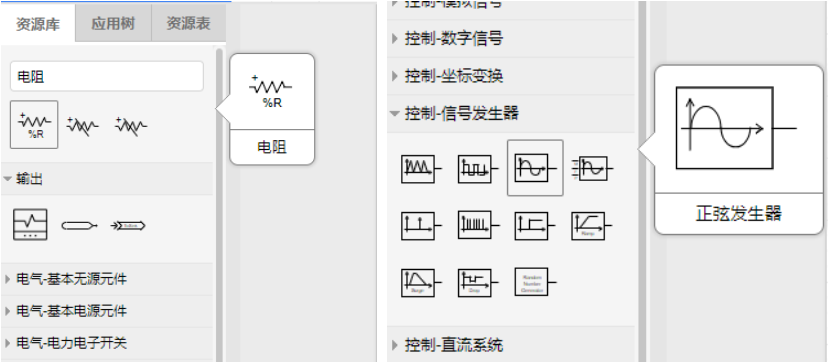 资源库
应用树
资源表
电阻
+
%R
+
+
+
%R
电阻
输出
电气-基本无源元件
电气-基本电源元件
电气-电力电子开关
控制-模拟信号
控制-数字信号
控制-坐标变换
控制-信号发生器
Ramp
Surge
Drop
Random
Number
Generator
正弦发生器
控制-直流系统